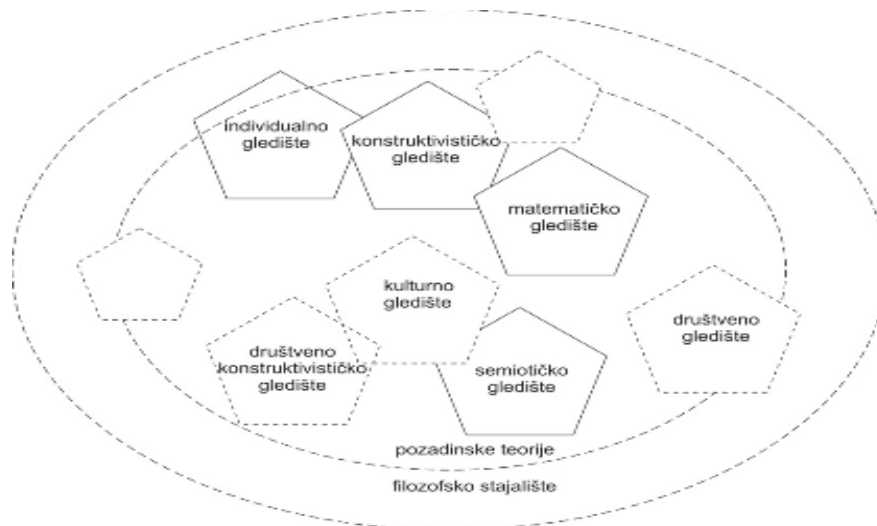 individualno
gledište
konstruktivističko
gledište
matematičko
gledište
kulturno
gledište
društveno
gledište
društveno
konstruktivističko
gledište
semiotičko
gledište
pozadinske teorije
filozofsko stajalište